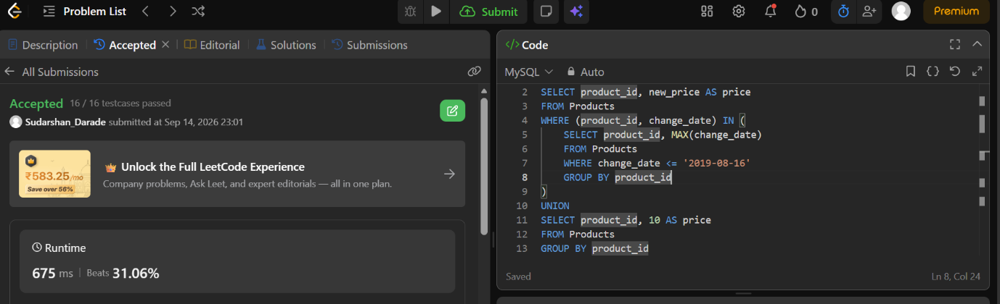 Problem List
Submit
0
Premium
Description
Accepted
Editorial
Solutions
Submissions
All Submissions
Accepted 16 / 16 testcases passed
Sudarshan_Darade submitted at Sep 14, 2026 23:01
₹583.25/mo
Save over 56%
Unlock the Full LeetCode Experience
Company problems, Ask Leet, and expert editorials — all in one plan.
Runtime
675 ms | Beats 31.06%
</> Code
MySQL Auto
2 SELECT product_id, new_price AS price
3 FROM Products
4 WHERE (product_id, change_date) IN (
5 SELECT product_id, MAX(change_date)
6 FROM Products
7 WHERE change_date <= '2019-08-16'
8 GROUP BY product_id
9 )
10 UNION
11 SELECT product_id, 10 AS price
12 FROM Products
13 GROUP BY product_id
Saved
Ln 8, Col 24